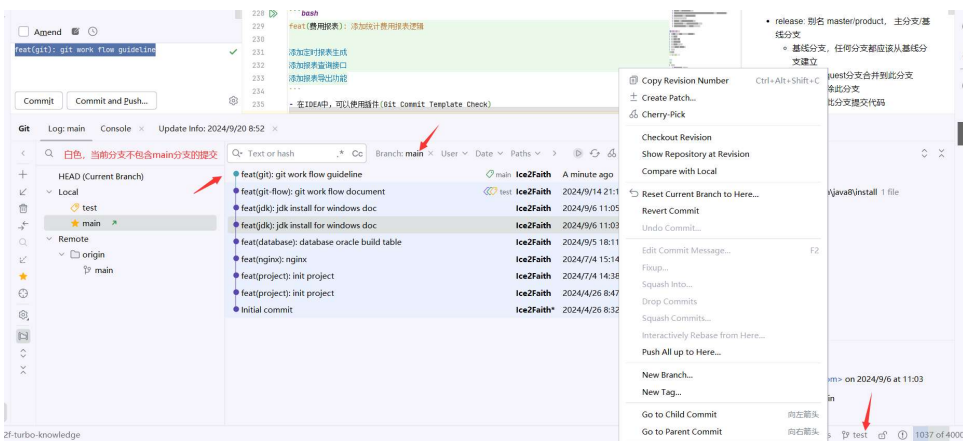 Amend
feat(git): git work flow guideline
Commit
Commit and Push...
228
```bash
229
feat(费用报表): 添加统计费用报表逻辑
230
231
添加定时报表生成
232
添加报表查询接口
233
添加报表导出功能
234
```
235
- 在IDEA中，可以使用插件(Git Commit Template Check)
release: 别名 master/product， 主分支/基
线分支
基线分支，任何分支都应该从基线分
支建立
uest分分支合并到此分支
除此分支
此分支提交代码
Git
Log: main
Console ×
Update Info: 2024/9/20 8:52 ×
白色，当前分支不包含main分支的提交
HEAD (Current Branch)
Local
test
main
Remote
origin
main
Text or hash
.*
Cc
Branch: main ×
User
Date
Paths
feat(git): git work flow guideline
main
Ice2Faith
A minute ago
feat(git-flow): git work flow document
test
Ice2Faith
2024/9/14 21:1
feat(jdk): jdk install for windows doc
Ice2Faith
2024/9/6 11:05
feat(jdk): jdk install for windows doc
Ice2Faith
2024/9/6 11:03
feat(database): database oracle build table
Ice2Faith
2024/9/5 18:11
feat(nginx): nginx
Ice2Faith
2024/7/4 15:14
feat(project): init project
Ice2Faith
2024/7/4 14:38
feat(project): init project
Ice2Faith
2024/4/26 8:47
Initial commit
Ice2Faith*
2024/4/26 8:32
Copy Revision Number
Ctrl+Alt+Shift+C
Create Patch...
Cherry-Pick
Checkout Revision
Show Repository at Revision
Compare with Local
Reset Current Branch to Here...
Revert Commit
Undo Commit...
Edit Commit Message...
F2
Fixup...
Squash Into...
Drop Commits
Squash Commits...
Interactively Rebase from Here...
Push All up to Here...
New Branch...
New Tag...
Go to Child Commit
向左箭头
Go to Parent Commit
向右箭头
\java8\install 1 file
om> on 2024/9/6 at 11:03
in
2f-turbo-knowledge
s
test
1037 of 4000